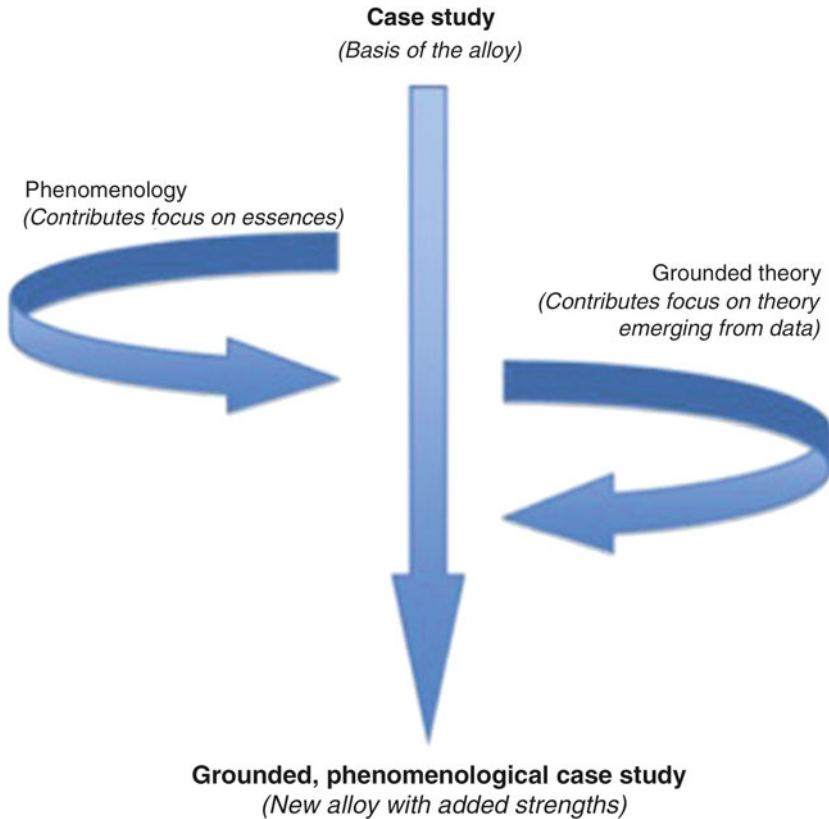 Case study
(Basis of the alloy)
Phenomenology
(Contributes focus on essences)
Grounded theory
(Contributes focus on theory
emerging from data)
Grounded, phenomenological case study
(New alloy with added strengths)